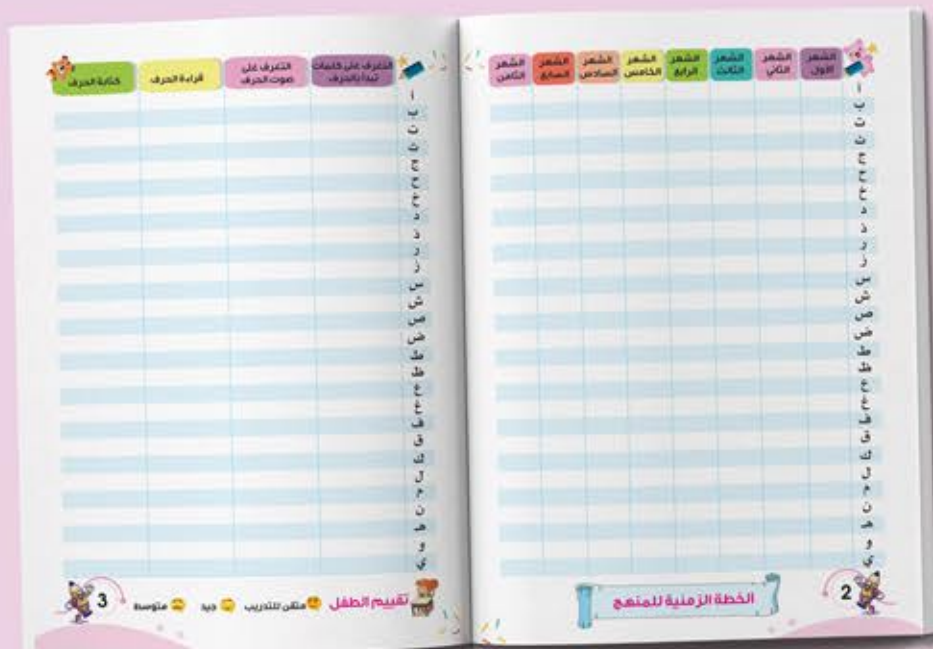 الشهر الأول
الشهر الثاني
الشهر الثالث
الشهر الرابع
الشهر الخامس
الشهر السادس
الشهر السابع
الشهر الثامن
أ
ب
ت
ث
ج
ح
خ
د
ذ
ر
ز
س
ش
ص
ض
ط
ظ
ع
غ
ف
ق
ك
ل
م
ن
هـ
و
ي
الخطة الزمنية للمنهج
2
التعرف على كلمات
تبدأ بالحرف
التعرف على
صوت الحرف
قراءة الحرف
كتابة الحرف
أ
ب
ت
ث
ج
ح
خ
د
ذ
ر
ز
س
ش
ص
ض
ط
ظ
ع
غ
ف
ق
ك
ل
م
ن
هـ
و
ي
تقييم الطفل متقن للتدريب جيد متوسط
3